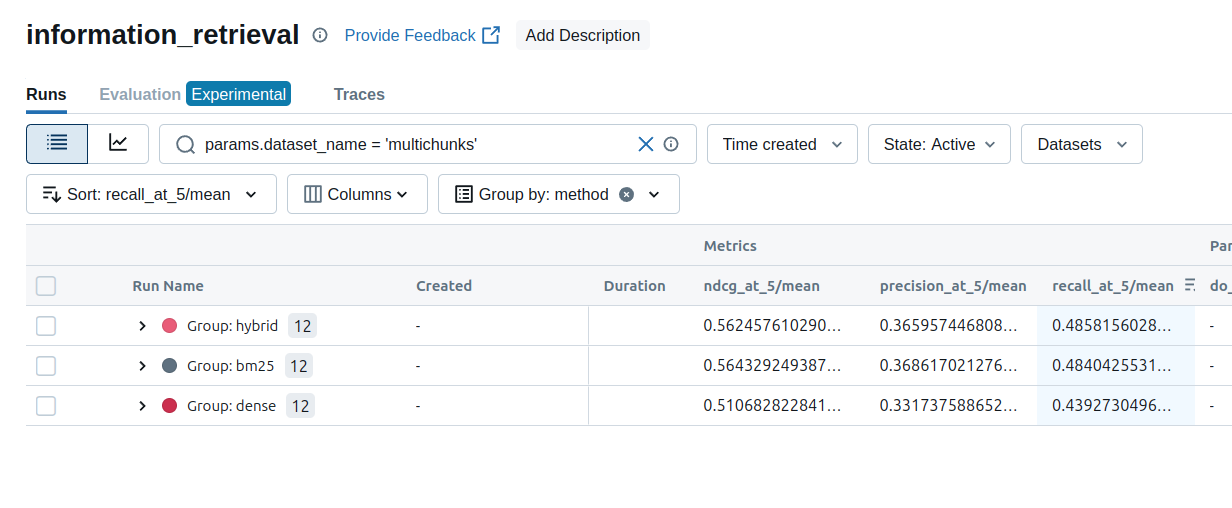 information_retrieval Provide Feedback Add Description
Runs Evaluation Experimental Traces
params.dataset_name = 'multichunks' Time created State: Active Datasets
Sort: recall_at_5/mean Columns Group by: method
Metrics Par
Run Name Created Duration ndcg_at_5/mean precision_at_5/mean recall_at_5/mean do_
Group: hybrid 12 - 0.562457610290... 0.365957446808... 0.4858156028... -
Group: bm25 12 - 0.564329249387... 0.368617021276... 0.4840425531... -
Group: dense 12 - 0.510682822841... 0.331737588652... 0.4392730496... -